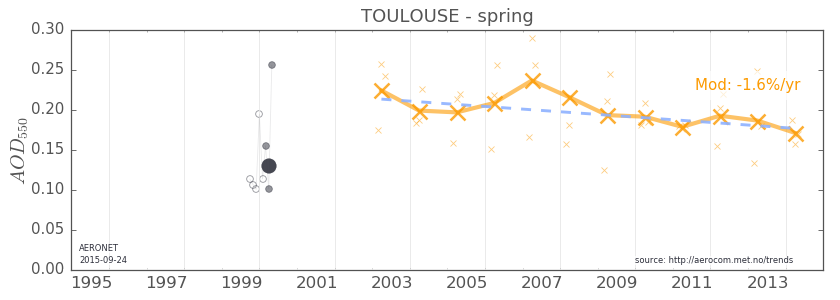 TOULOUSE - spring
0.30
0.25
0.20
0.15
0.10
0.05
0.00
AOD550
Mod: -1.6%/yr
AERONET
2015-09-24
source: http://aerocom.met.no/trends
1995 1997 1999 2001 2003 2005 2007 2009 2011 2013